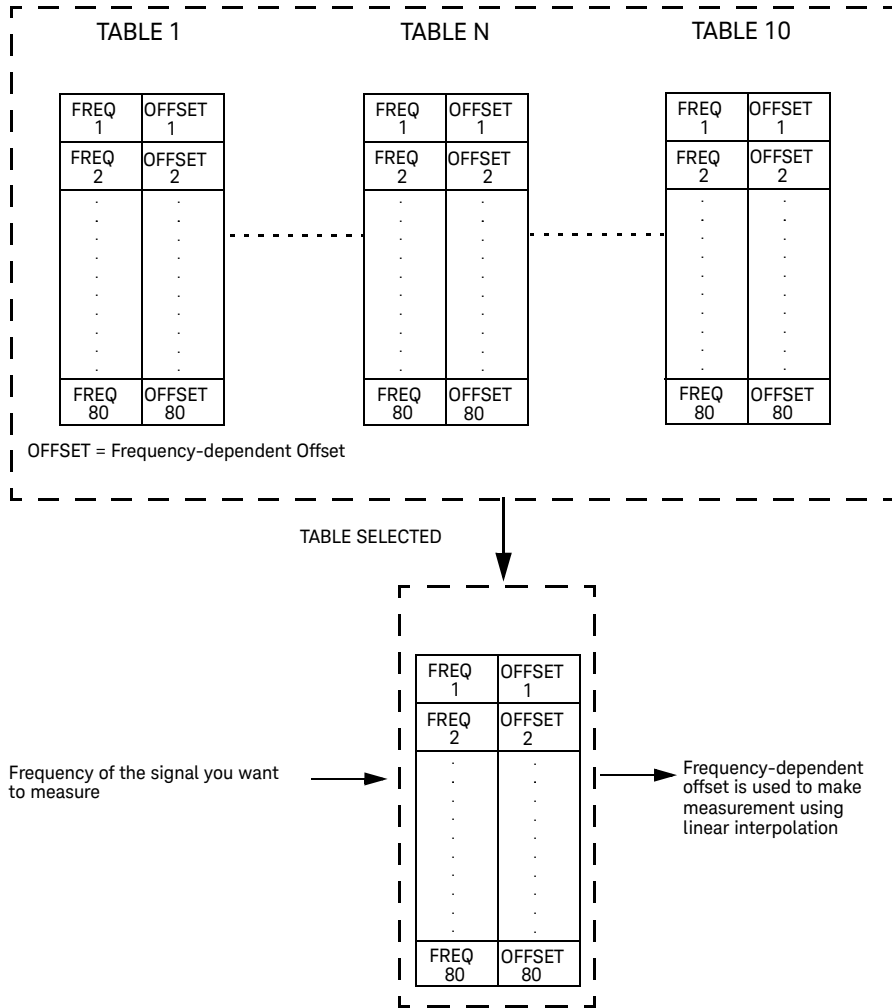 TABLE 1 TABLE N TABLE 10
FREQ 1 OFFSET 1 FREQ 1 OFFSET 1 FREQ 1 OFFSET 1
FREQ 2 OFFSET 2 FREQ 2 OFFSET 2 FREQ 2 OFFSET 2
FREQ 80 OFFSET 80 FREQ 80 OFFSET 80 FREQ 80 OFFSET 80
OFFSET = Frequency-dependent Offset
TABLE SELECTED
FREQ 1 OFFSET 1
FREQ 2 OFFSET 2
Frequency of the signal you want
to measure
Frequency-dependent
offset is used to make
measurement using
linear interpolation
FREQ 80 OFFSET 80